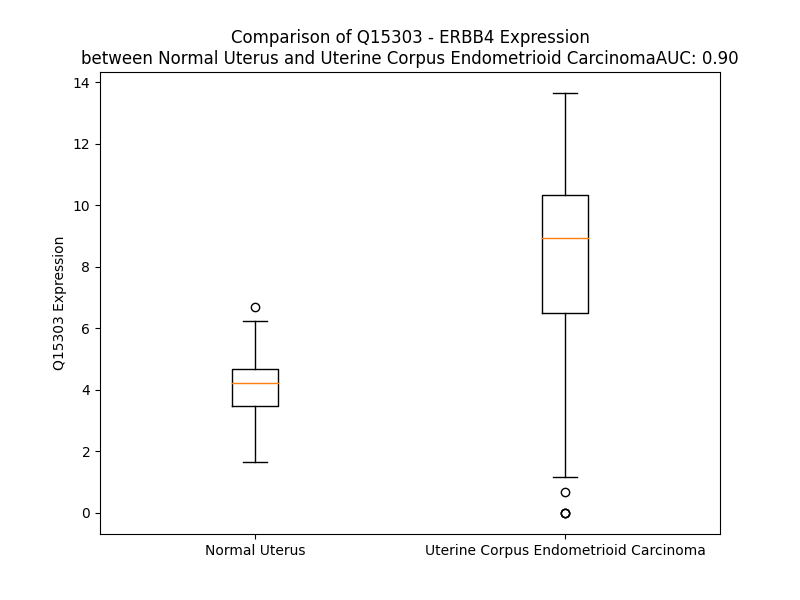 Comparison of Q15303 - ERBB4 Expression
between Normal Uterus and Uterine Corpus Endometrioid CarcinomaAUC: 0.90
14
12
10
8
6
4
2
0
Q15303 Expression
Normal Uterus
Uterine Corpus Endometrioid Carcinoma